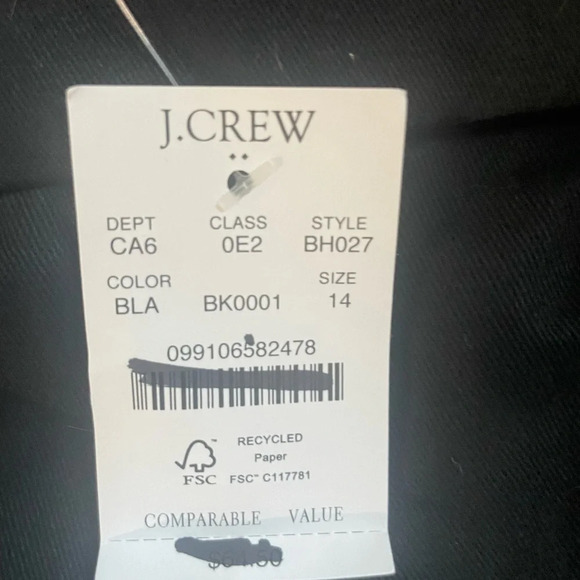 J.CREW
DEPT CLASS STYLE
CA6 0E2 BH027
COLOR SIZE
BLA BK0001 14
099106582478
RECYCLED
Paper
FSC™ FSC™ C117781
COMPARABLE VALUE